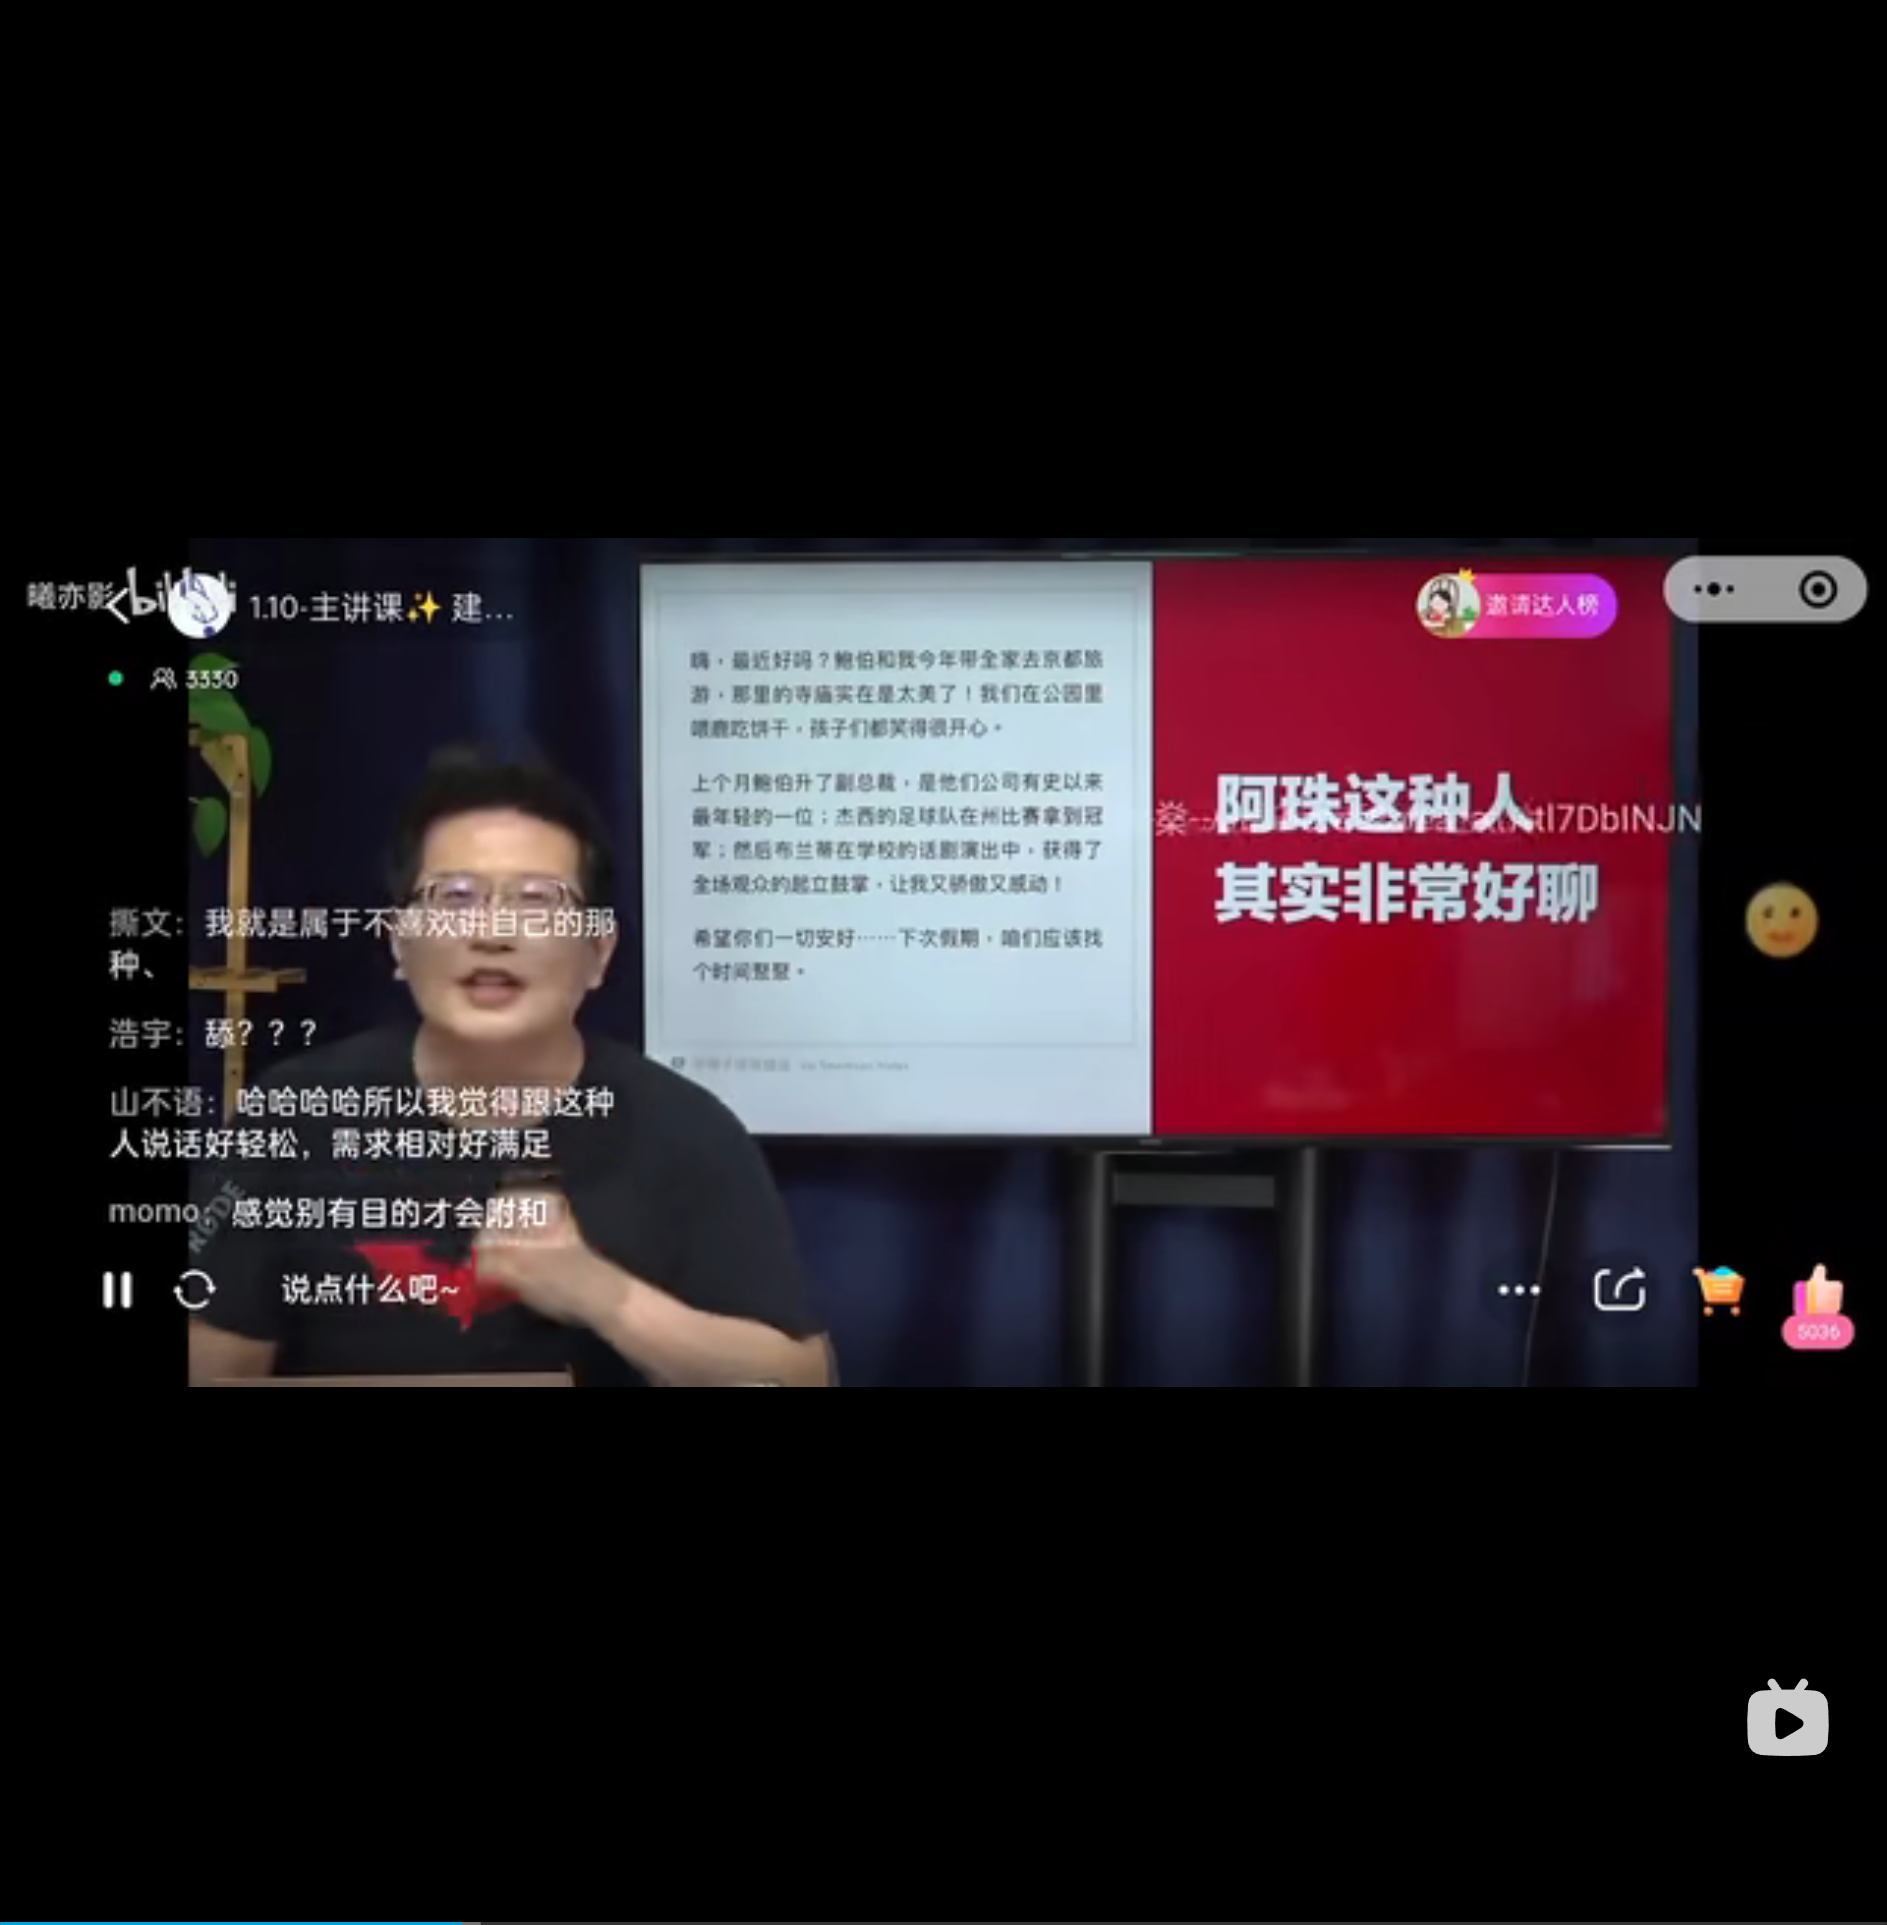 曦亦影
bilibili
1.10-主讲课✨ 建...
邀请达人榜
3330
嗨，最近好吗？鲍伯和我今年带全家去京都旅
游，那里的寺庙实在是太美了！我们在公园里
喂鹿吃饼干，孩子们都笑得很开心。
上个月鲍伯升了副总裁，是他们公司有史以来
最年轻的一位；杰西的足球队在州比赛拿到冠
军；然后布兰蒂在学校的话剧演出中，获得了
全场观众的起立鼓掌，让我又骄傲又感动！
希望你们一切安好……下次假期，咱们应该找
个时间聚聚。
阿珠这种人
其实非常好聊
tl7DbINJN
撕文：我就是属于不喜欢讲自己的那
种、
浩宇：舔？？？
山不语：哈哈哈哈所以我觉得跟这种
人说话好轻松，需求相对好满足
momo：感觉别有目的才会附和
说点什么吧~
5036